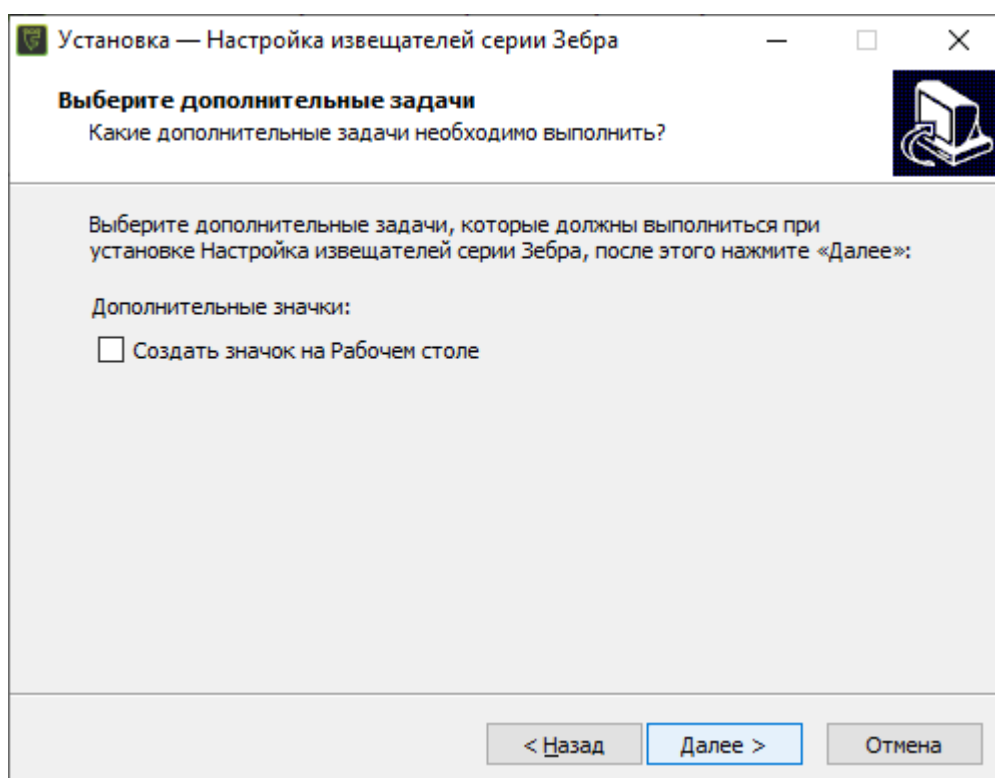 Установка — Настройка извещателей серии Зебра
Выберите дополнительные задачи
Какие дополнительные задачи необходимо выполнить?
Выберите дополнительные задачи, которые должны выполниться при
установке Настройка извещателей серии Зебра, после этого нажмите «Далее»:
Дополнительные значки:
Создать значок на Рабочем столе
< Назад
Далее >
Отмена